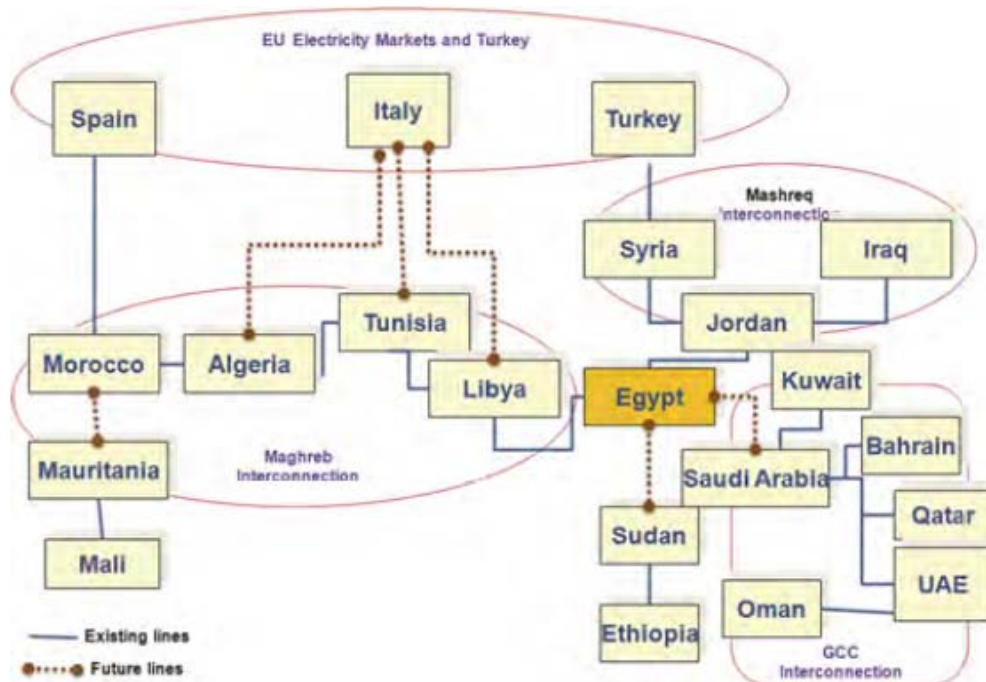 EU Electricity Markets and Turkey
Spain
Italy
Turkey
Mashreq
Interconnectio
Syria
Iraq
Tunisia
Jordan
Morocco
Algeria
Libya
Egypt
Kuwait
Mauritania
Maghreb
Interconnection
Saudi Arabia
Bahrain
Qatar
Sudan
Mali
UAE
Oman
Ethiopia
GCC
Interconnection
Existing lines
Future lines